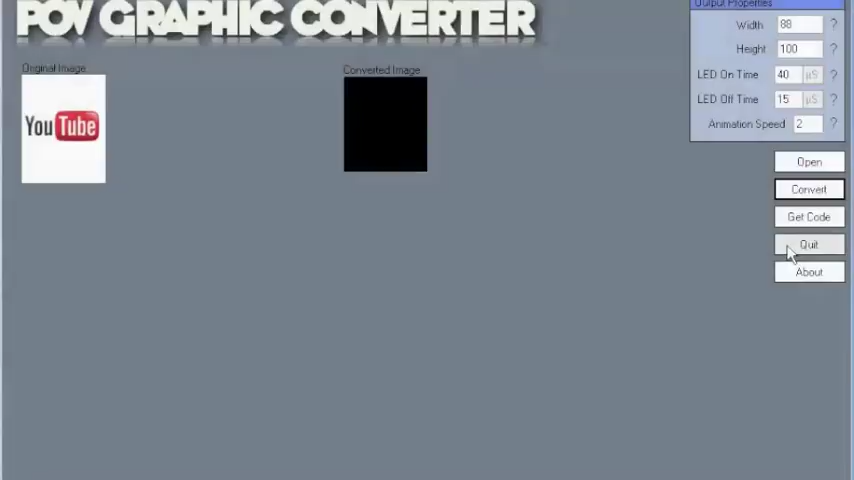 POV GRAPHIC CONVERTER
Output Properties
Width 88 ?
Height 100 ?
LED On Time 40 µS ?
LED Off Time 15 µS ?
Animation Speed 2 ?
Original Image
Converted Image
YouTube
Open
Convert
Get Code
Quit
About